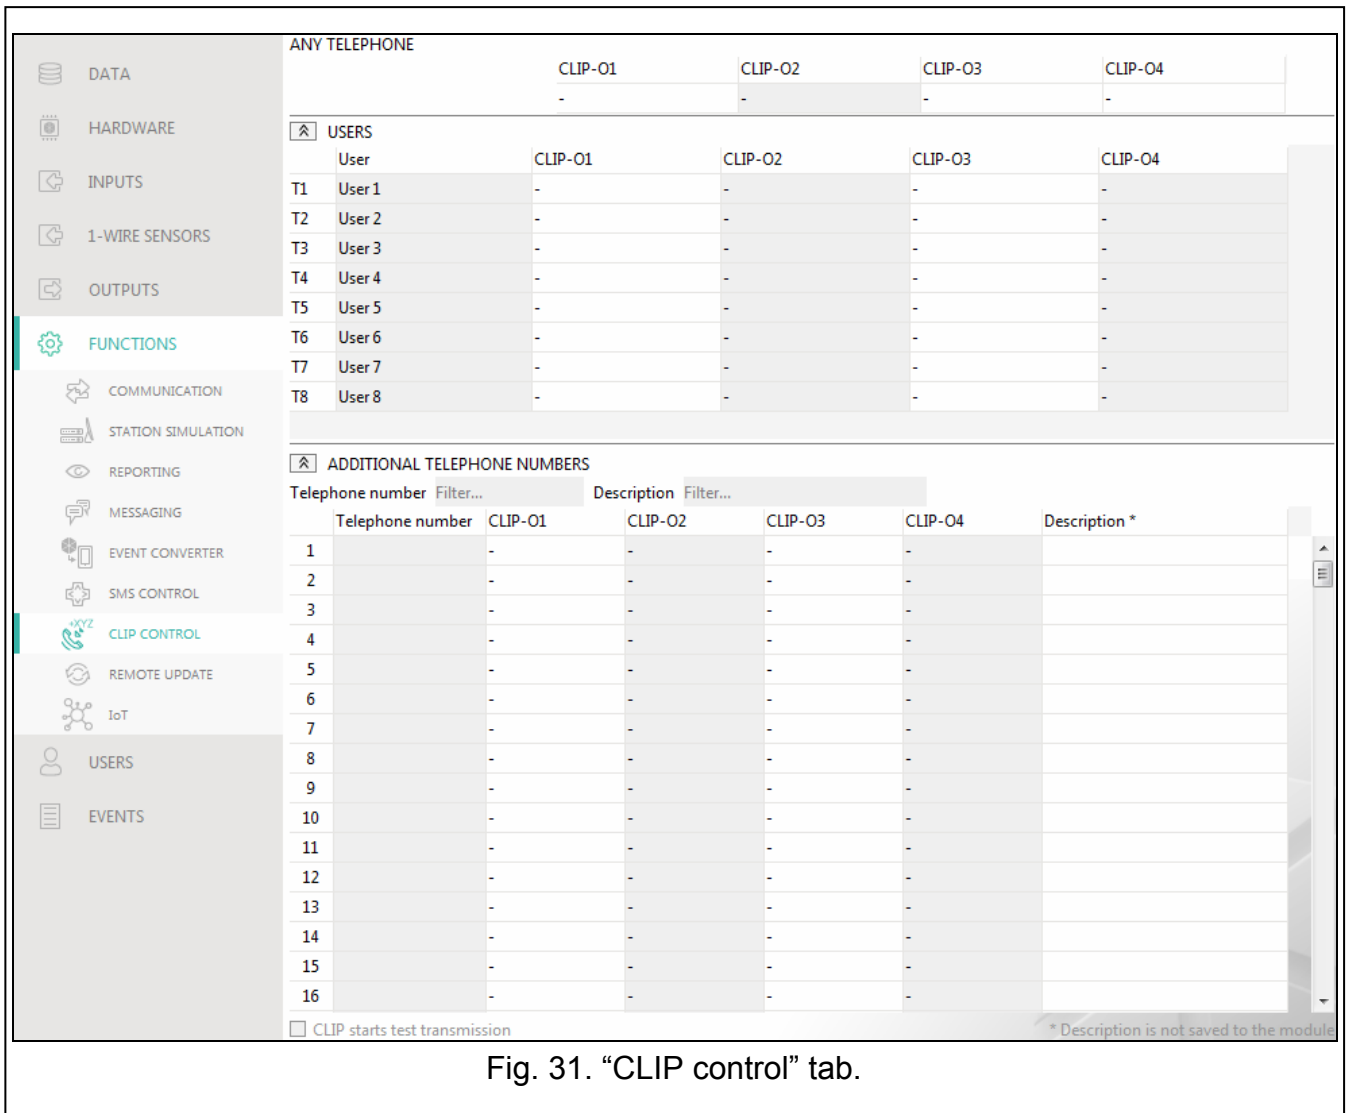 DATA
HARDWARE
INPUTS
1-WIRE SENSORS
OUTPUTS
FUNCTIONS
COMMUNICATION
STATION SIMULATION
REPORTING
MESSAGING
EVENT CONVERTER
SMS CONTROL
+XYZ
CLIP CONTROL
REMOTE UPDATE
IoT
USERS
EVENTS
ANY TELEPHONE
CLIP-O1 CLIP-O2 CLIP-O3 CLIP-O4
- - - -
USERS
User CLIP-O1 CLIP-O2 CLIP-O3 CLIP-O4
T1 User 1 - - - -
T2 User 2 - - - -
T3 User 3 - - - -
T4 User 4 - - - -
T5 User 5 - - - -
T6 User 6 - - - -
T7 User 7 - - - -
T8 User 8 - - - -
ADDITIONAL TELEPHONE NUMBERS
Telephone number Filter... Description Filter...
Telephone number CLIP-O1 CLIP-O2 CLIP-O3 CLIP-O4 Description *
1 - - - -
2 - - - -
3 - - - -
4 - - - -
5 - - - -
6 - - - -
7 - - - -
8 - - - -
9 - - - -
10 - - - -
11 - - - -
12 - - - -
13 - - - -
14 - - - -
15 - - - -
16 - - - -
CLIP starts test transmission * Description is not saved to the module
Fig. 31. “CLIP control” tab.